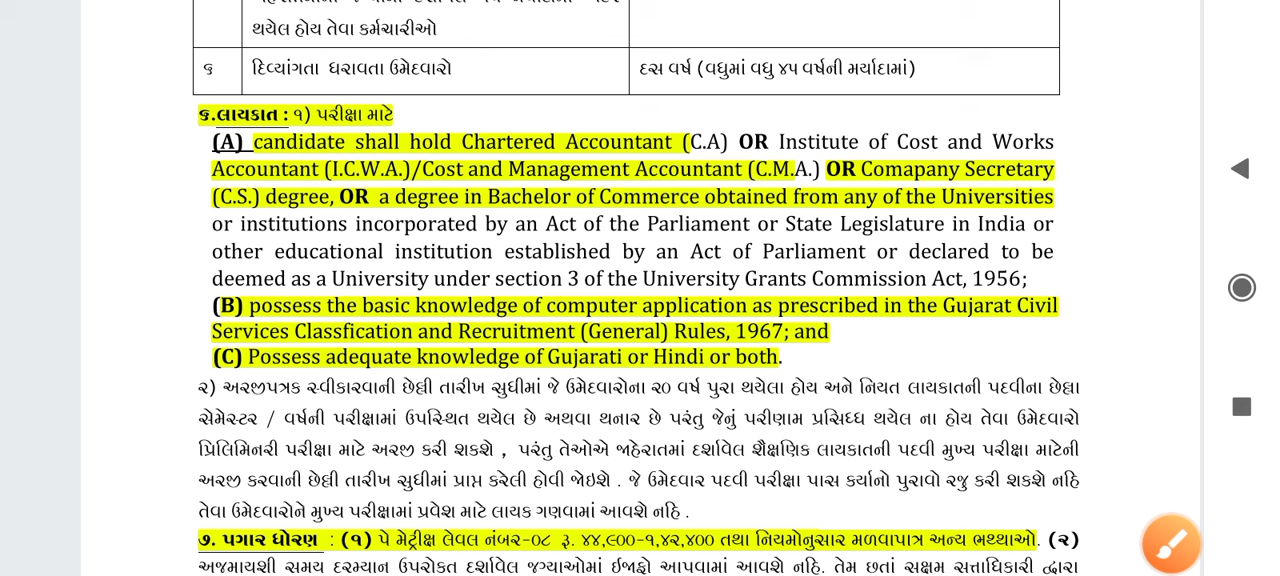 થયેલ હોય તેવા કર્મચારીઓ
૬ દિવ્યાંગતા ધરાવતા ઉમેદવારો દસ વર્ષ (વધુમાં વધુ ૪૫ વર્ષની મર્યાદામાં)
૬.લાયકાત : ૧) પરીક્ષા માટે
(A) candidate shall hold Chartered Accountant (C.A) OR Institute of Cost and Works
Accountant (I.C.W.A.)/Cost and Management Accountant (C.M.A.) OR Comapany Secretary
(C.S.) degree, OR a degree in Bachelor of Commerce obtained from any of the Universities
or institutions incorporated by an Act of the Parliament or State Legislature in India or
other educational institution established by an Act of Parliament or declared to be
deemed as a University under section 3 of the University Grants Commission Act, 1956;
(B) possess the basic knowledge of computer application as prescribed in the Gujarat Civil
Services Classfication and Recruitment (General) Rules, 1967; and
(C) Possess adequate knowledge of Gujarati or Hindi or both.
૨) અરજીપત્રક સ્વીકારવાની છેલ્લી તારીખ સુધીમાં જે ઉમેદવારોના ૨૦ વર્ષ પુરા થયેલા હોય અને નિયત લાયકાતની પદવીના છેલ્લા
સેમેસ્ટર / વર્ષની પરીક્ષામાં ઉપસ્થિત થયેલ છે અથવા થનાર છે પરંતુ જેનું પરીણામ પ્રસિધ્ધ થયેલ ના હોય તેવા ઉમેદવારો
પ્રિલિમિનરી પરીક્ષા માટે અરજી કરી શકશે , પરંતુ તેઓએ જાહેરાતમાં દર્શાવેલ શૈક્ષણિક લાયકાતની પદવી મુખ્ય પરીક્ષા માટેની
અરજી કરવાની છેલ્લી તારીખ સુધીમાં પ્રાપ્ત કરેલી હોવી જોઇશે . જે ઉમેદવાર પદવી પરીક્ષા પાસ કર્યાનો પુરાવો રજુ કરી શકશે નહિ
તેવા ઉમેદવારોને મુખ્ય પરીક્ષામાં પ્રવેશ માટે લાયક ગણવામાં આવશે નહિ .
૭. પગાર ધોરણ : (૧) પે મેટ્રીક્ષ લેવલ નંબર-૦૮ રૂ. ૪૪,૯૦૦-૧,૪૨,૪૦૦ તથા નિયમોનુસાર મળવાપાત્ર અન્ય ભથ્થાઓ. (૨)
અજમાયશી સમય દરમ્યાન ઉપરોક્ત દર્શાવેલ જગ્યાઓમાં ઈજાફો આપવામાં આવશે નહિ. તેમ છતાં સક્ષમ સત્તાધિકારી દ્વારા